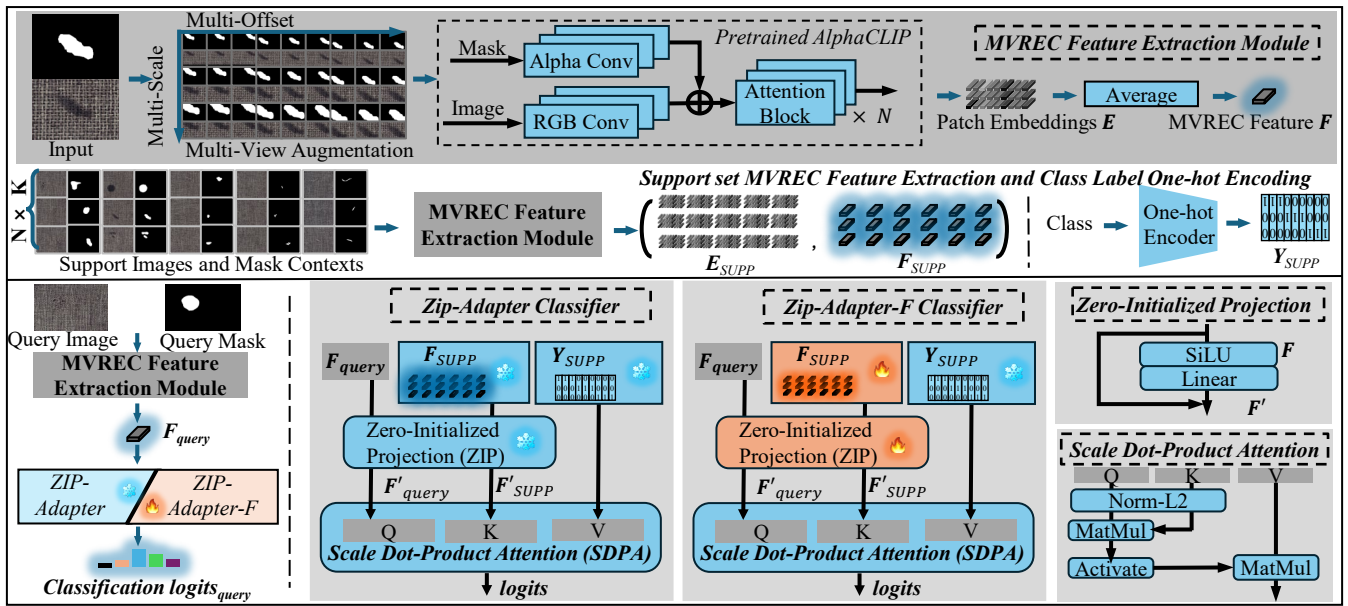 Multi-Offset
Multi-Scale
Input
Multi-View Augmentation
Pretrained AlphaCLIP
Mask
Alpha Conv
Image
RGB Conv
Attention
Block
× N
MVREC Feature Extraction Module
Patch Embeddings E
Average
MVREC Feature F
N × K
Support Images and Mask Contexts
MVREC Feature
Extraction Module
Support set MVREC Feature Extraction and Class Label One-hot Encoding
E_SUPP
,
F_SUPP
Class
One-hot
Encoder
1110000000
0001110000
0000000111
Y_SUPP
Query Image
Query Mask
MVREC Feature
Extraction Module
F_query
ZIP-
Adapter
ZIP-
Adapter-F
Classification logits_query
Zip-Adapter Classifier
F_query
F_SUPP
Y_SUPP
Zero-Initialized
Projection (ZIP)
F'_query
F'_SUPP
Q
K
V
Scale Dot-Product Attention (SDPA)
logits
Zip-Adapter-F Classifier
F_query
F_SUPP
Y_SUPP
Zero-Initialized
Projection (ZIP)
F'_query
F'_SUPP
Q
K
V
Scale Dot-Product Attention (SDPA)
logits
Zero-Initialized Projection
SiLU
F
Linear
F'
Scale Dot-Product Attention
Q
K
V
Norm-L2
MatMul
Activate
MatMul